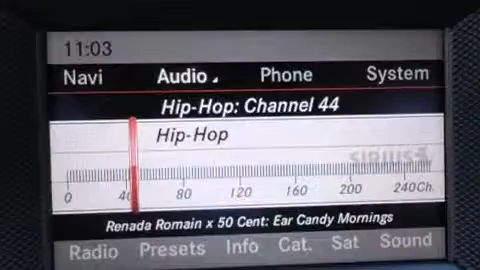 11:03
Navi Audio Phone System
Hip-Hop: Channel 44
Hip-Hop
SIRIUS
0 40 80 120 160 200 240Ch.
Renada Romain x 50 Cent: Ear Candy Mornings
Radio Presets Info Cat. Sat Sound